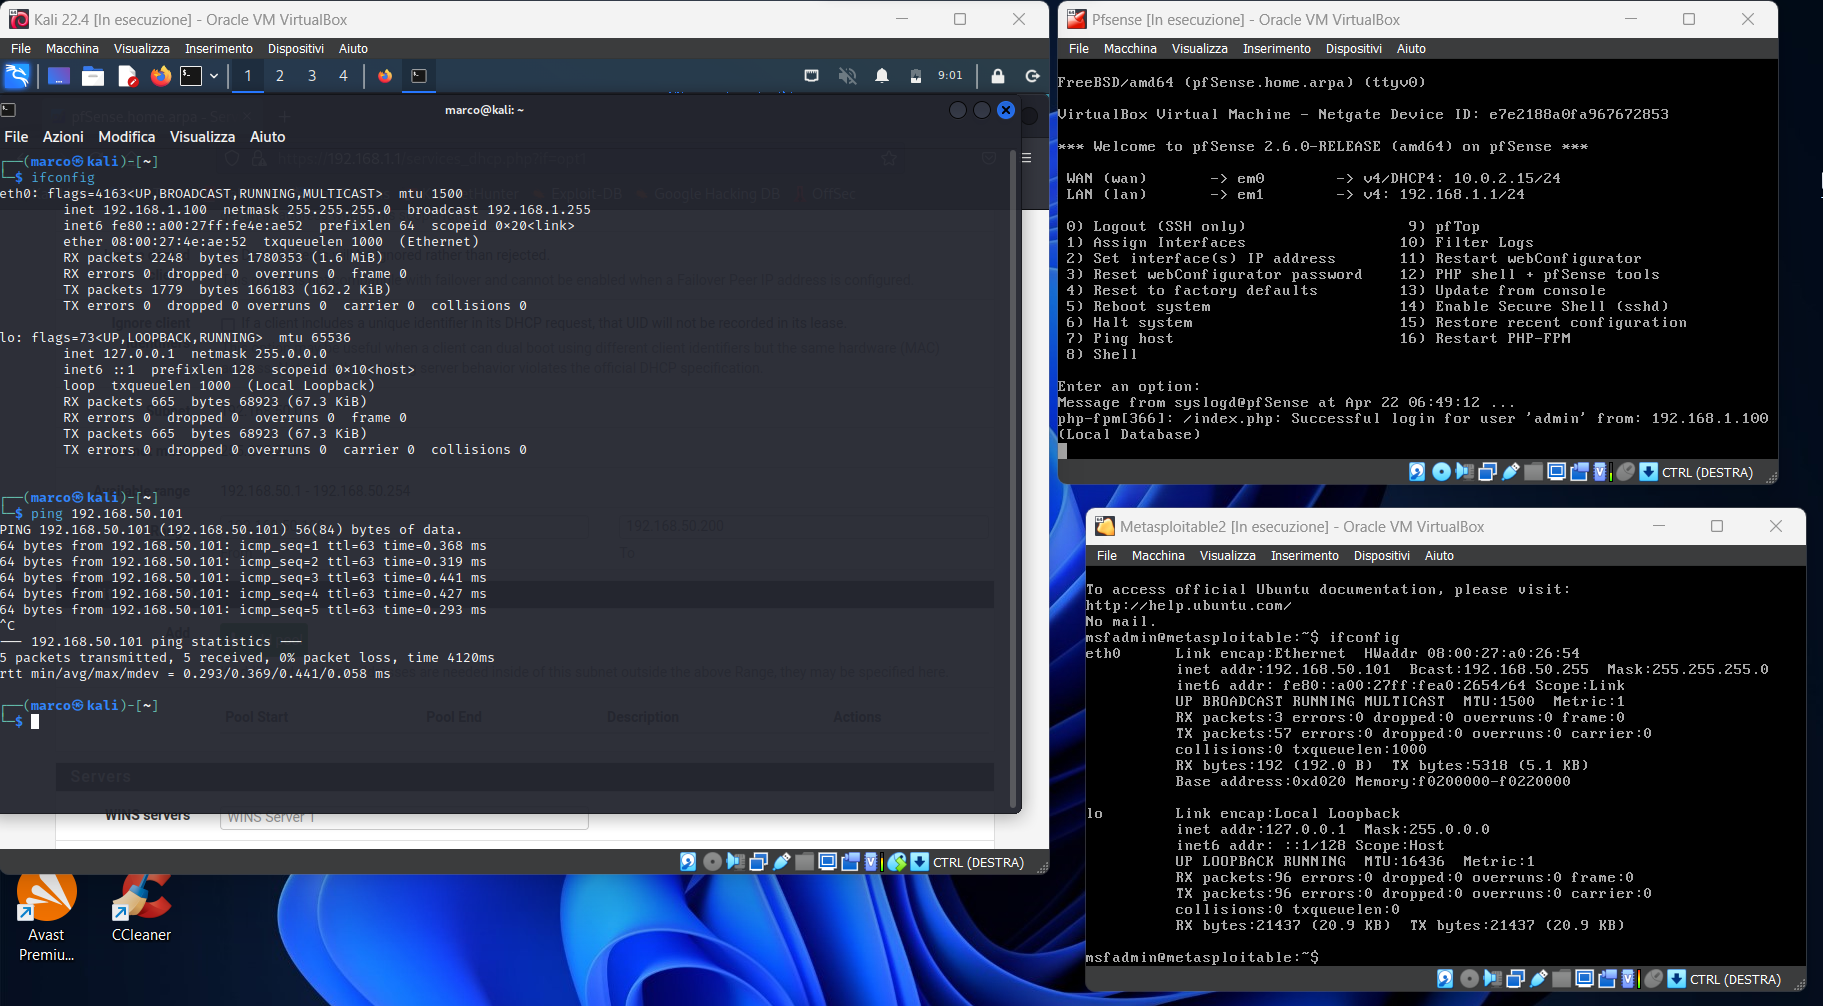 Kali 22.4 [In esecuzione] - Oracle VM VirtualBox
File Macchina Visualizza Inserimento Dispositivi Aiuto
1 2 3 4 9:01
marco@kali: ~
File Azioni Modifica Visualizza Aiuto
┌──(marco㉿kali)-[~]
└─$ ifconfig
eth0: flags=4163<UP,BROADCAST,RUNNING,MULTICAST> mtu 1500
inet 192.168.1.100 netmask 255.255.255.0 broadcast 192.168.1.255
inet6 fe80::a00:27ff:fe4e:ae52 prefixlen 64 scopeid 0×20<link>
ether 08:00:27:4e:ae:52 txqueuelen 1000 (Ethernet)
RX packets 2248 bytes 1780353 (1.6 MiB)
RX errors 0 dropped 0 overruns 0 frame 0
TX packets 1779 bytes 166183 (162.2 KiB)
TX errors 0 dropped 0 overruns 0 carrier 0 collisions 0
lo: flags=73<UP,LOOPBACK,RUNNING> mtu 65536
inet 127.0.0.1 netmask 255.0.0.0
inet6 ::1 prefixlen 128 scopeid 0×10<host>
loop txqueuelen 1000 (Local Loopback)
RX packets 665 bytes 68923 (67.3 KiB)
RX errors 0 dropped 0 overruns 0 frame 0
TX packets 665 bytes 68923 (67.3 KiB)
TX errors 0 dropped 0 overruns 0 carrier 0 collisions 0
┌──(marco㉿kali)-[~]
└─$ ping 192.168.50.101
PING 192.168.50.101 (192.168.50.101) 56(84) bytes of data.
64 bytes from 192.168.50.101: icmp_seq=1 ttl=63 time=0.368 ms
64 bytes from 192.168.50.101: icmp_seq=2 ttl=63 time=0.319 ms
64 bytes from 192.168.50.101: icmp_seq=3 ttl=63 time=0.441 ms
64 bytes from 192.168.50.101: icmp_seq=4 ttl=63 time=0.427 ms
64 bytes from 192.168.50.101: icmp_seq=5 ttl=63 time=0.293 ms
^C
── 192.168.50.101 ping statistics ──
5 packets transmitted, 5 received, 0% packet loss, time 4120ms
rtt min/avg/max/mdev = 0.293/0.369/0.441/0.058 ms
┌──(marco㉿kali)-[~]
└─$
Pool Start Pool End Description Actions
Servers
WINS servers WINS Server 1
CTRL (DESTRA)
Avast Premiu...
CCleaner
Pfsense [In esecuzione] - Oracle VM VirtualBox
File Macchina Visualizza Inserimento Dispositivi Aiuto
FreeBSD/amd64 (pfSense.home.arpa) (ttyv0)
VirtualBox Virtual Machine - Netgate Device ID: e7e2188a0fa967672853
*** Welcome to pfSense 2.6.0-RELEASE (amd64) on pfSense ***
WAN (wan) -> em0 -> v4/DHCP4: 10.0.2.15/24
LAN (lan) -> em1 -> v4: 192.168.1.1/24
0) Logout (SSH only) 9) pfTop
1) Assign Interfaces 10) Filter Logs
2) Set interface(s) IP address 11) Restart webConfigurator
3) Reset webConfigurator password 12) PHP shell + pfSense tools
4) Reset to factory defaults 13) Update from console
5) Reboot system 14) Enable Secure Shell (sshd)
6) Halt system 15) Restore recent configuration
7) Ping host 16) Restart PHP-FPM
8) Shell
Enter an option:
Message from syslogd@pfSense at Apr 22 06:49:12 ...
php-fpm[366]: /index.php: Successful login for user 'admin' from: 192.168.1.100
(Local Database)
CTRL (DESTRA)
Metasploitable2 [In esecuzione] - Oracle VM VirtualBox
File Macchina Visualizza Inserimento Dispositivi Aiuto
To access official Ubuntu documentation, please visit:
http://help.ubuntu.com/
No mail.
msfadmin@metasploitable:~$ ifconfig
eth0 Link encap:Ethernet HWaddr 08:00:27:a0:26:54
inet addr:192.168.50.101 Bcast:192.168.50.255 Mask:255.255.255.0
inet6 addr: fe80::a00:27ff:fea0:2654/64 Scope:Link
UP BROADCAST RUNNING MULTICAST MTU:1500 Metric:1
RX packets:3 errors:0 dropped:0 overruns:0 frame:0
TX packets:57 errors:0 dropped:0 overruns:0 carrier:0
collisions:0 txqueuelen:1000
RX bytes:192 (192.0 B) TX bytes:5318 (5.1 KB)
Base address:0xd020 Memory:f0200000-f0220000
lo Link encap:Local Loopback
inet addr:127.0.0.1 Mask:255.0.0.0
inet6 addr: ::1/128 Scope:Host
UP LOOPBACK RUNNING MTU:16436 Metric:1
RX packets:96 errors:0 dropped:0 overruns:0 frame:0
TX packets:96 errors:0 dropped:0 overruns:0 carrier:0
collisions:0 txqueuelen:0
RX bytes:21437 (20.9 KB) TX bytes:21437 (20.9 KB)
msfadmin@metasploitable:~$
CTRL (DESTRA)